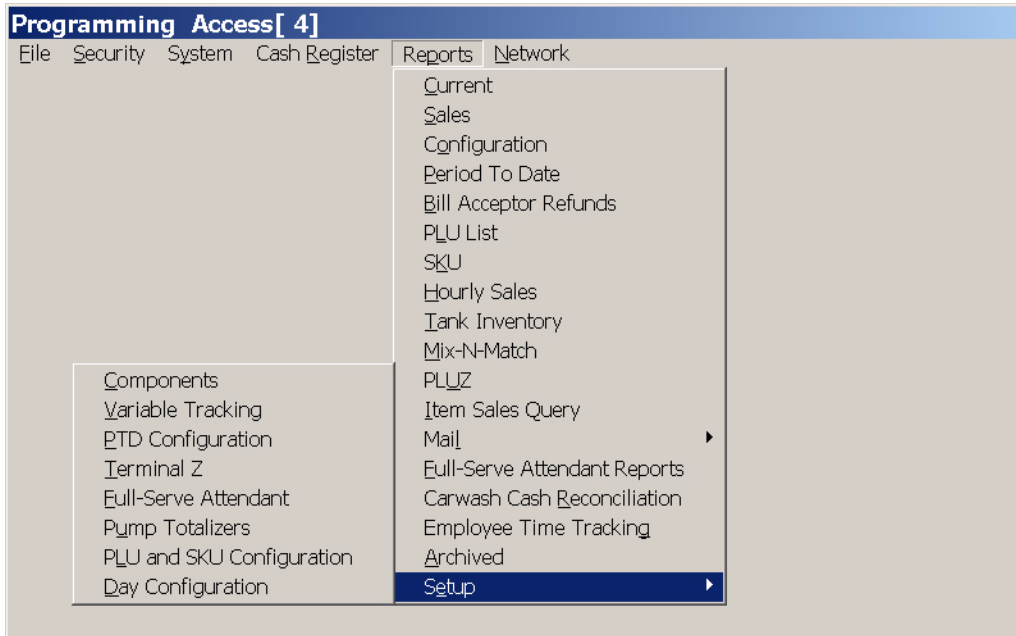 Programming Access[ 4]
File Security System Cash Register Reports Network
Current
Sales
Configuration
Period To Date
Bill Acceptor Refunds
PLU List
SKU
Hourly Sales
Tank Inventory
Mix-N-Match
PLUZ
Item Sales Query
Mail
Full-Serve Attendant Reports
Carwash Cash Reconciliation
Employee Time Tracking
Archived
Setup
Components
Variable Tracking
PTD Configuration
Terminal Z
Full-Serve Attendant
Pump Totalizers
PLU and SKU Configuration
Day Configuration